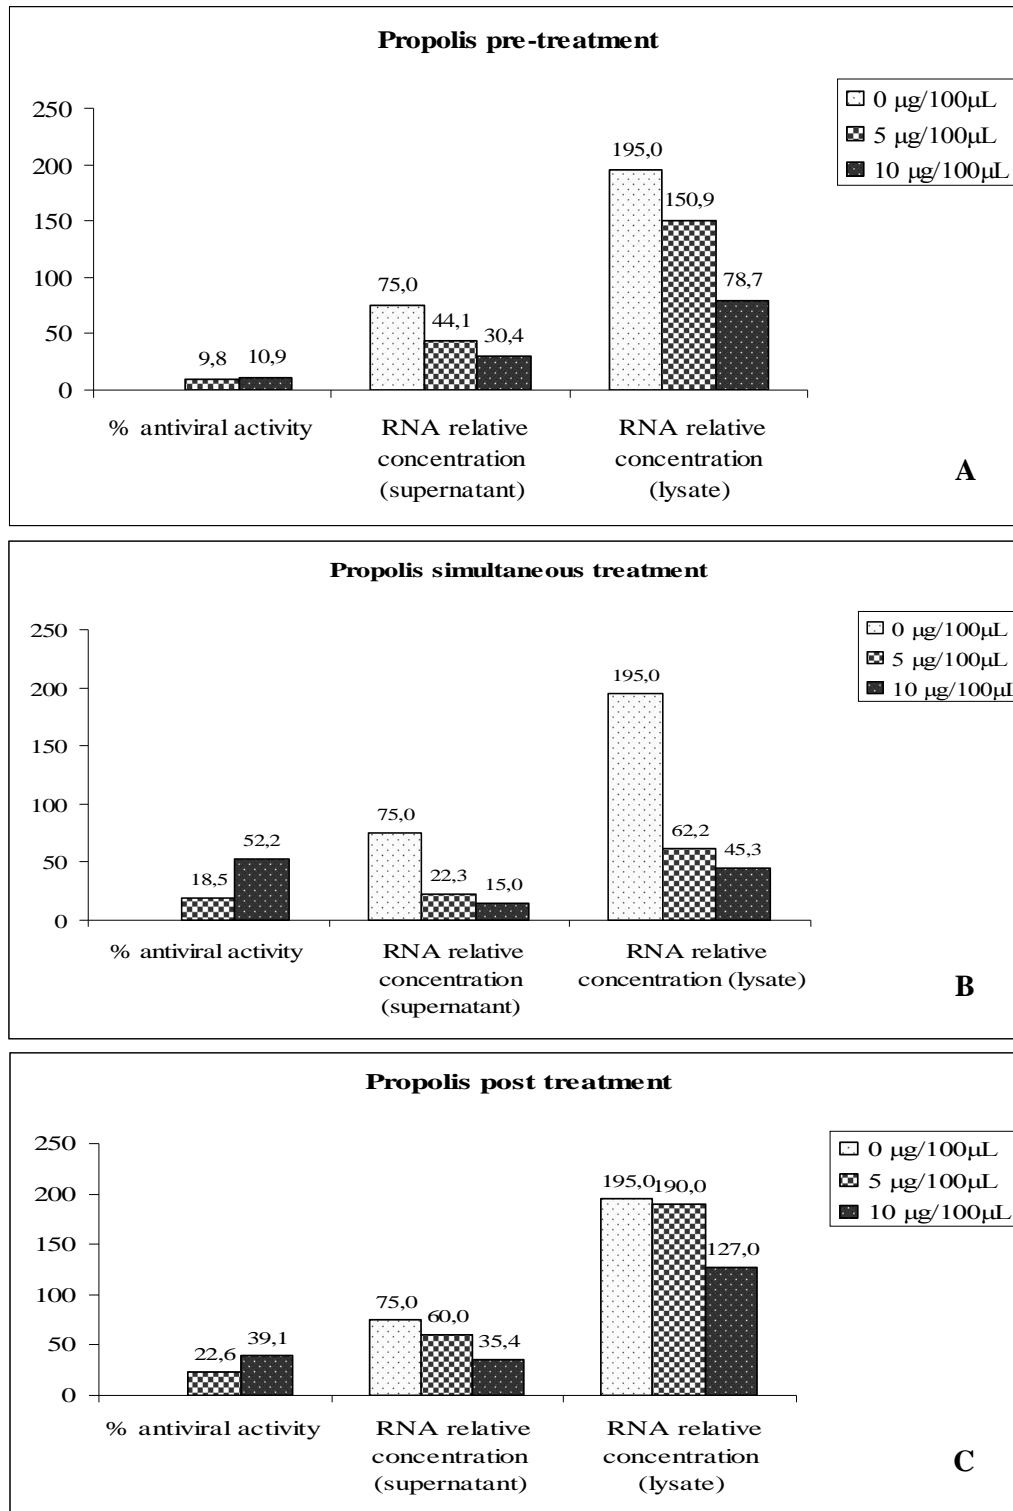 Propolis pre-treatment
0 µg/100µL
5 µg/100µL
10 µg/100µL
250
200
150
100
50
0
9,8
10,9
75,0
44,1
30,4
195,0
150,9
78,7
% antiviral activity
RNA relative
concentration
(supernatant)
RNA relative
concentration
(lysate)
A
Propolis simultaneous treatment
0 µg/100µL
5 µg/100µL
10 µg/100µL
250
200
150
100
50
0
18,5
52,2
75,0
22,3
15,0
195,0
62,2
45,3
% antiviral activity
RNA relative
concentration
(supernatant)
RNA relative
concentration (lysate)
B
Propolis post treatment
0 µg/100µL
5 µg/100µL
10 µg/100µL
250
200
150
100
50
0
22,6
39,1
75,0
60,0
35,4
195,0
190,0
127,0
% antiviral activity
RNA relative
concentration
(supernatant)
RNA relative
concentration
(lysate)
C